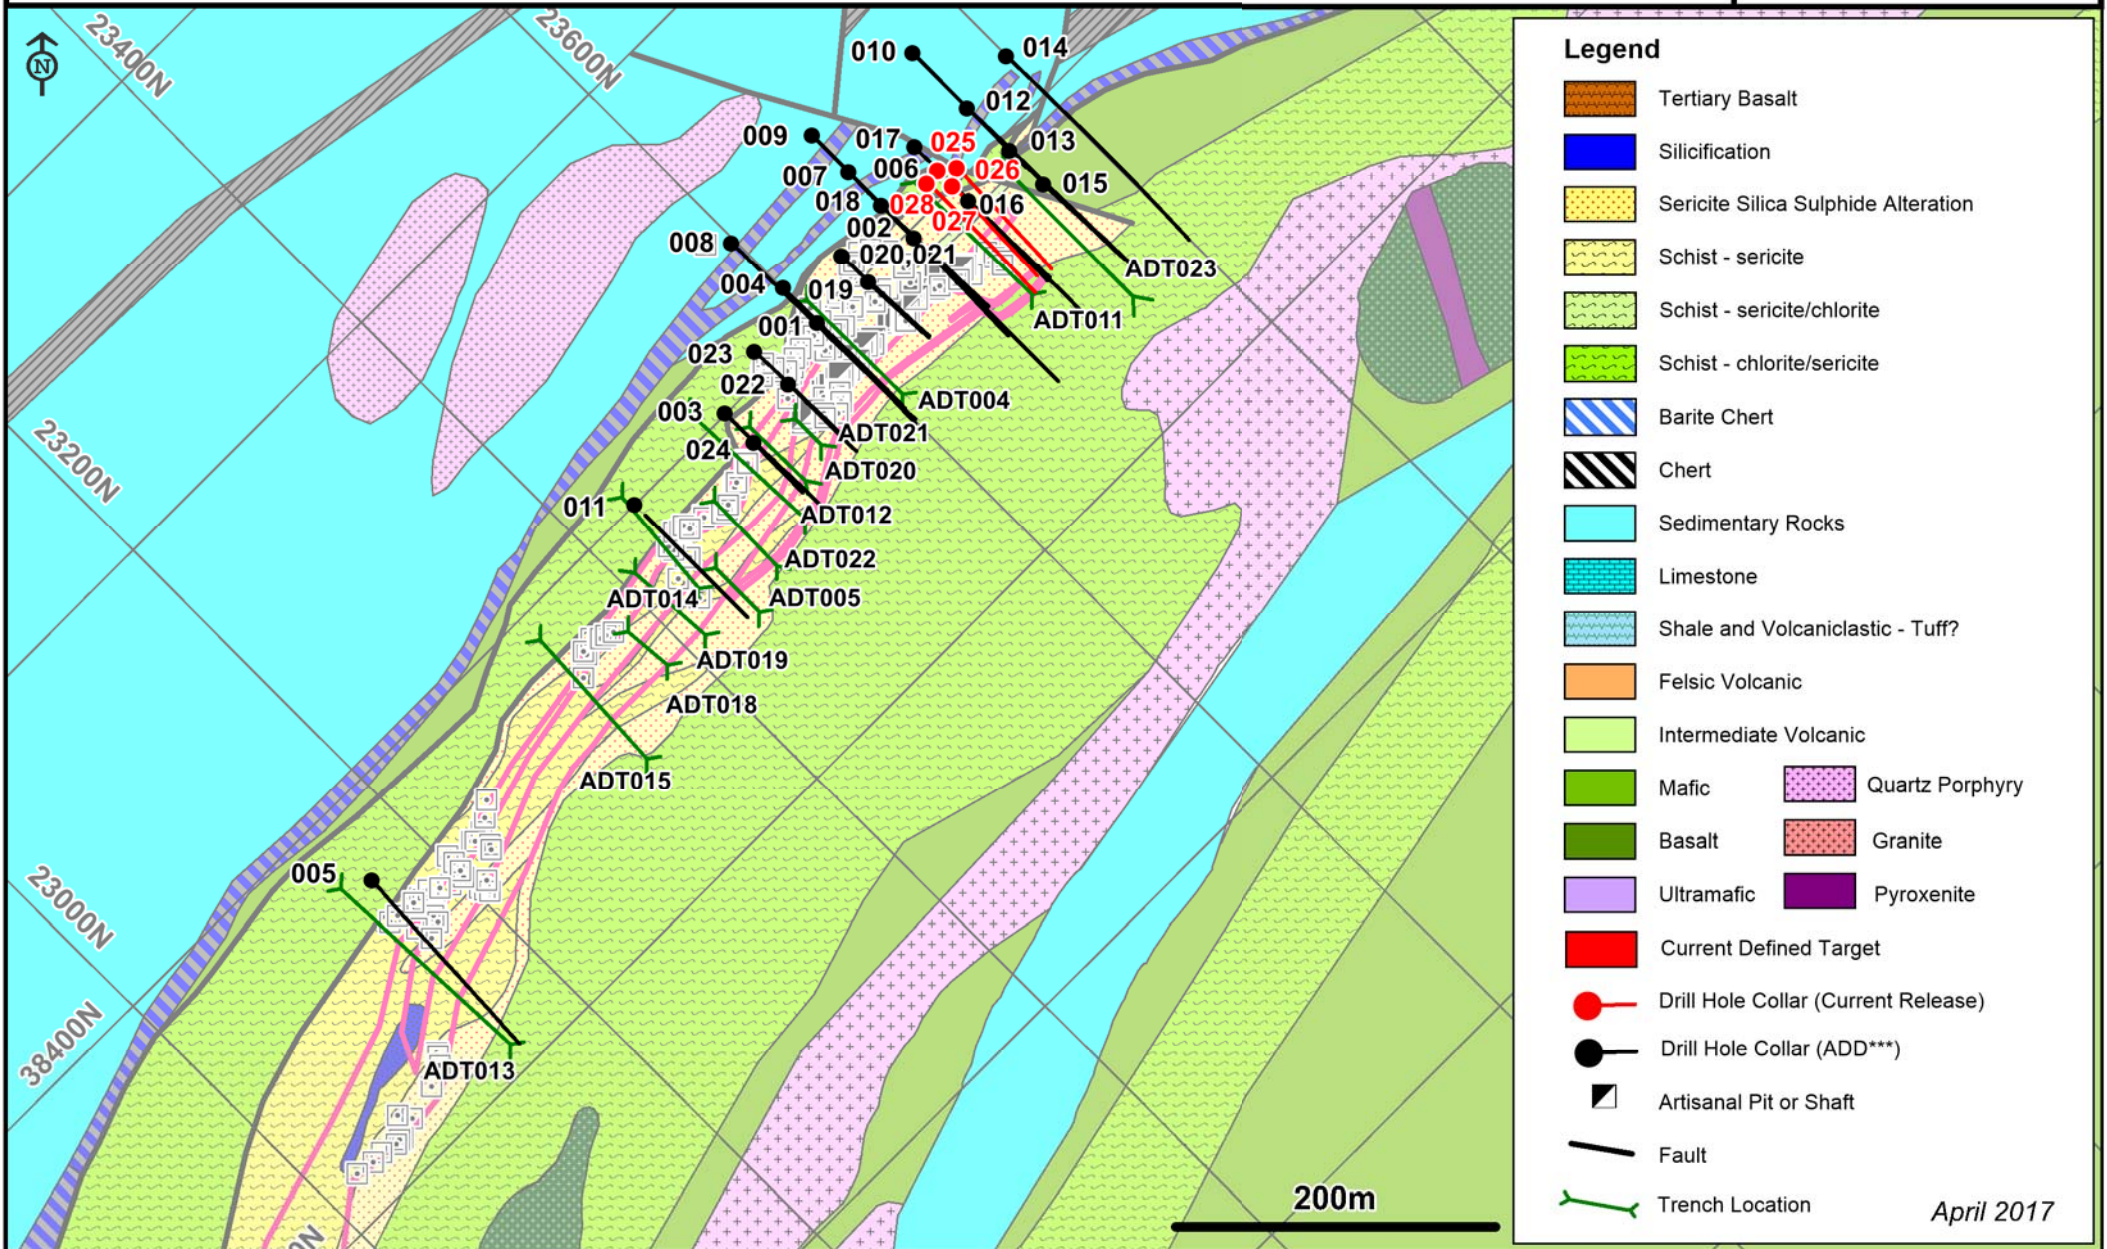 23400N
23600N
010
014
012
009
017
025
013
007
006
026
015
018
028
016
027
002
008
020,021
ADT023
004
019
ADT011
001
023
022
ADT004
003
ADT021
024
ADT020
23200N
011
ADT012
ADT022
ADT014
ADT005
ADT019
ADT018
ADT015
005
23000N
38400N
ADT013
200m
N
Legend
Tertiary Basalt
Silicification
Sericite Silica Sulphide Alteration
Schist - sericite
Schist - sericite/chlorite
Schist - chlorite/sericite
Barite Chert
Chert
Sedimentary Rocks
Limestone
Shale and Volcaniclastic - Tuff?
Felsic Volcanic
Intermediate Volcanic
Mafic
Quartz Porphyry
Basalt
Granite
Ultramafic
Pyroxenite
Current Defined Target
Drill Hole Collar (Current Release)
Drill Hole Collar (ADD***)
Artisanal Pit or Shaft
Fault
Trench Location
April 2017